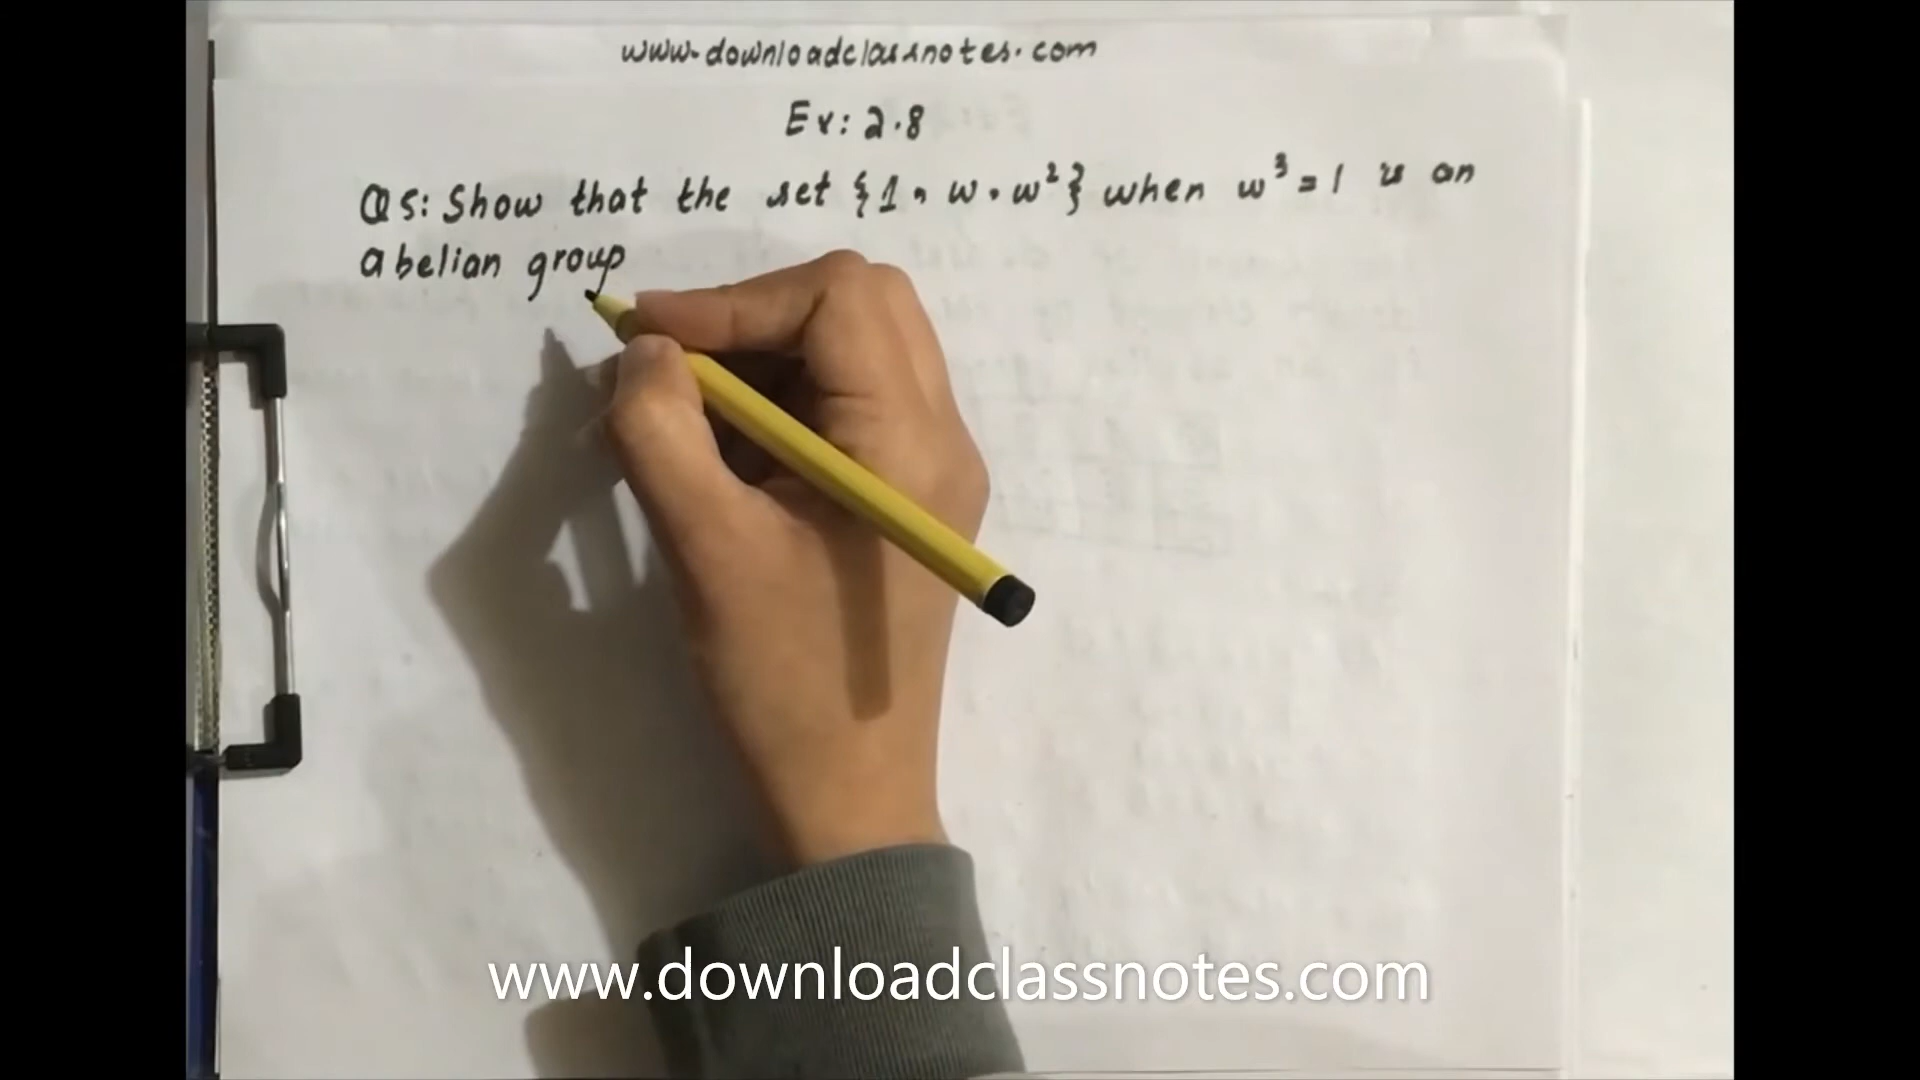 www.downloadclassnotes.com
Ex: 2.8
Q5: Show that the set {1, w, w²} when w³=1 is an
abelian group
www.downloadclassnotes.com